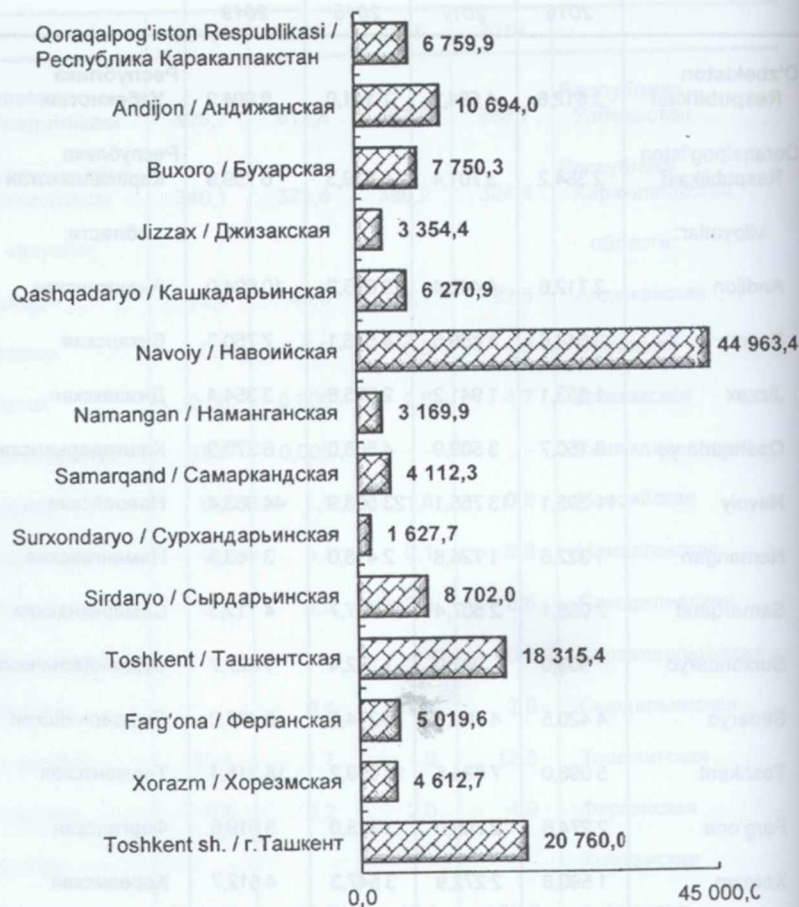 Qoraqalpog'iston Respublikasi / 6 759,9
Республика Каракалпакстан
Andijon / Андижанская 10 694,0
Buxoro / Бухарская 7 750,3
Jizzax / Джизакская 3 354,4
Qashqadaryo / Кашкадарьинская 6 270,9
Navoiy / Навоийская 44 963,4
Namangan / Наманганская 3 169,9
Samarqand / Самаркандская 4 112,3
Surxondaryo / Сурхандарьинская 1 627,7
Sirdaryo / Сырдарьинская 8 702,0
Toshkent / Ташкентская 18 315,4
Farg'ona / Ферганская 5 019,6
Xorazm / Хорезмская 4 612,7
Toshkent sh. / г.Ташкент 20 760,0
0,0 45 000,0